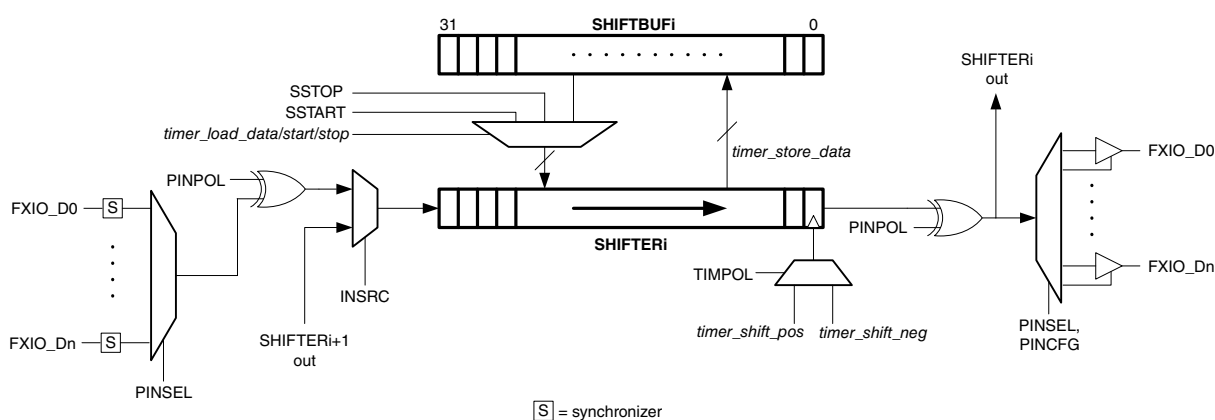 31
SHIFTBUFi
0
SSTOP
SSTART
timer_load_data/start/stop
timer_store_data
SHIFTERi
out
FXIO_D0
PINPOL
FXIO_D0
S
PINPOL
SHIFTERi
TIMPOL
INSRC
FXIO_Dn
SHIFTERi+1
out
timer_shift_pos
timer_shift_neg
PINSEL,
PINCFG
FXIO_Dn
S
PINSEL
S = synchronizer